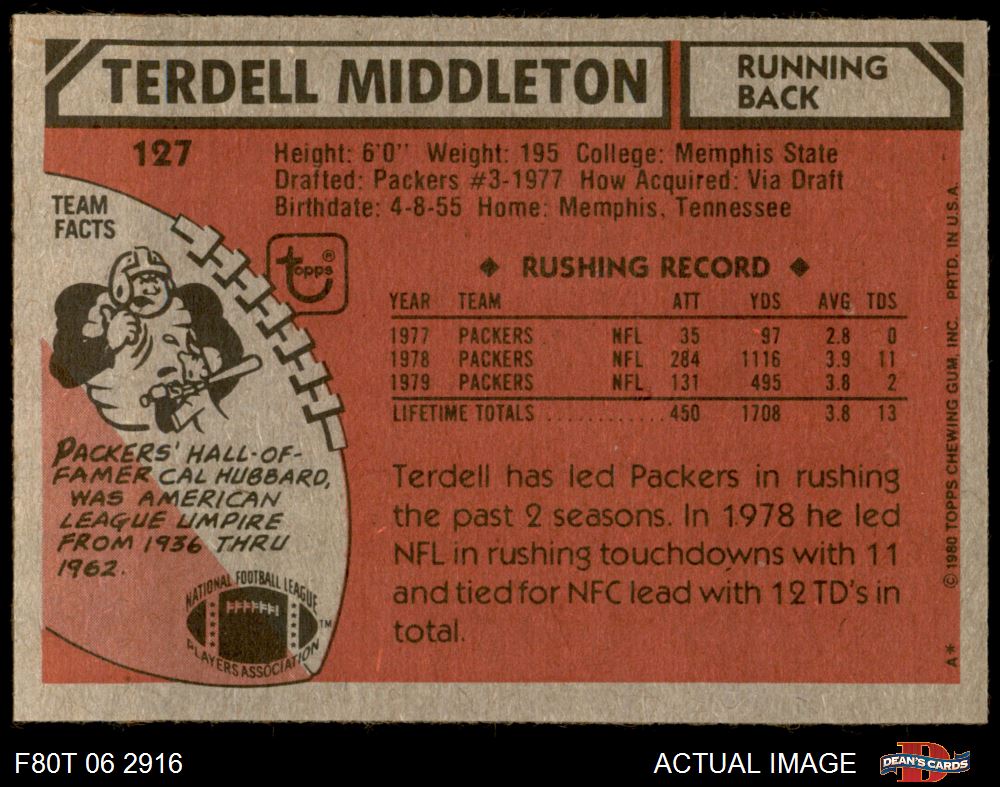 TERDELL MIDDLETON
RUNNING
BACK
127
Height: 6'0" Weight: 195 College: Memphis State
Drafted: Packers #3-1977 How Acquired: Via Draft
Birthdate: 4-8-55 Home: Memphis, Tennessee
TEAM
FACTS
topps ®
◆ RUSHING RECORD ◆
YEAR TEAM ATT YDS AVG TDS
1977 PACKERS NFL 35 97 2.8 0
1978 PACKERS NFL 284 1116 3.9 11
1979 PACKERS NFL 131 495 3.8 2
LIFETIME TOTALS .......... 450 1708 3.8 13
PACKERS' HALL-OF-
FAMER CAL HUBBARD,
WAS AMERICAN
LEAGUE UMPIRE
FROM 1936 THRU
1962.
Terdell has led Packers in rushing
the past 2 seasons. In 1978 he led
NFL in rushing touchdowns with 11
and tied for NFC lead with 12 TD's in
total.
NATIONAL FOOTBALL LEAGUE
PLAYERS ASSOCIATION
TM
A* © 1980 TOPPS CHEWING GUM, INC. PRTD. IN U.S.A.
F80T 06 2916
ACTUAL IMAGE
D
DEAN'S CARDS